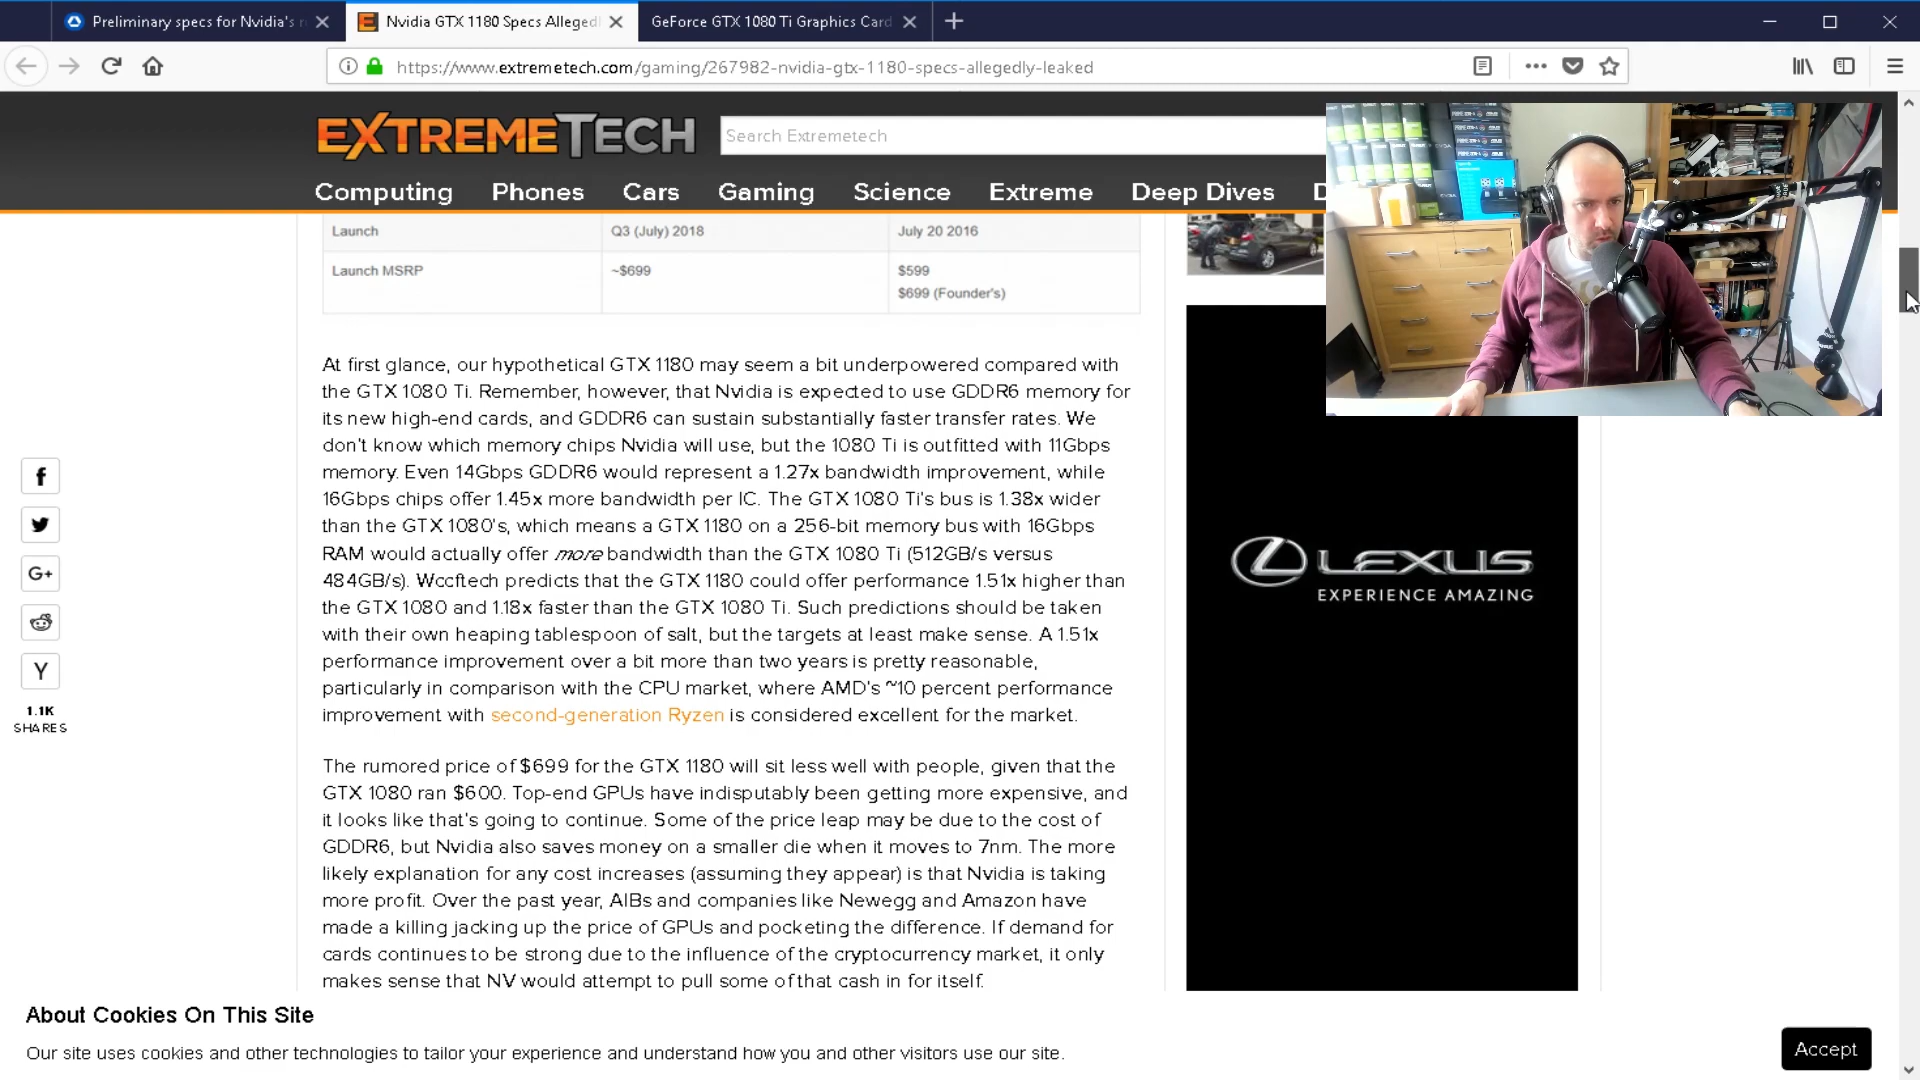 Preliminary specs for Nvidia's r
Nvidia GTX 1180 Specs Alleged
GeForce GTX 1080 Ti Graphics Card
https://www.extremetech.com/gaming/267982-nvidia-gtx-1180-specs-allegedly-leaked
EXTREMETECH
Search Extremetech
Computing Phones Cars Gaming Science Extreme Deep Dives D
Launch Q3 (July) 2018 July 20 2016
Launch MSRP ~$699 $599
$699 (Founder's)
At first glance, our hypothetical GTX 1180 may seem a bit underpowered compared with
the GTX 1080 Ti. Remember, however, that Nvidia is expected to use GDDR6 memory for
its new high-end cards, and GDDR6 can sustain substantially faster transfer rates. We
don't know which memory chips Nvidia will use, but the 1080 Ti is outfitted with 11Gbps
memory. Even 14Gbps GDDR6 would represent a 1.27x bandwidth improvement, while
16Gbps chips offer 1.45x more bandwidth per IC. The GTX 1080 Ti's bus is 1.38x wider
than the GTX 1080's, which means a GTX 1180 on a 256-bit memory bus with 16Gbps
RAM would actually offer more bandwidth than the GTX 1080 Ti (512GB/s versus
484GB/s). Wccftech predicts that the GTX 1180 could offer performance 1.51x higher than
the GTX 1080 and 1.18x faster than the GTX 1080 Ti. Such predictions should be taken
with their own heaping tablespoon of salt, but the targets at least make sense. A 1.51x
performance improvement over a bit more than two years is pretty reasonable,
particularly in comparison with the CPU market, where AMD's ~10 percent performance
improvement with second-generation Ryzen is considered excellent for the market.
The rumored price of $699 for the GTX 1180 will sit less well with people, given that the
GTX 1080 ran $600. Top-end GPUs have indisputably been getting more expensive, and
it looks like that's going to continue. Some of the price leap may be due to the cost of
GDDR6, but Nvidia also saves money on a smaller die when it moves to 7nm. The more
likely explanation for any cost increases (assuming they appear) is that Nvidia is taking
more profit. Over the past year, AIBs and companies like Newegg and Amazon have
made a killing jacking up the price of GPUs and pocketing the difference. If demand for
cards continues to be strong due to the influence of the cryptocurrency market, it only
makes sense that NV would attempt to pull some of that cash in for itself.
f
G+
Y
1.1K
SHARES
LEXUS
EXPERIENCE AMAZING
About Cookies On This Site
Our site uses cookies and other technologies to tailor your experience and understand how you and other visitors use our site.
Accept